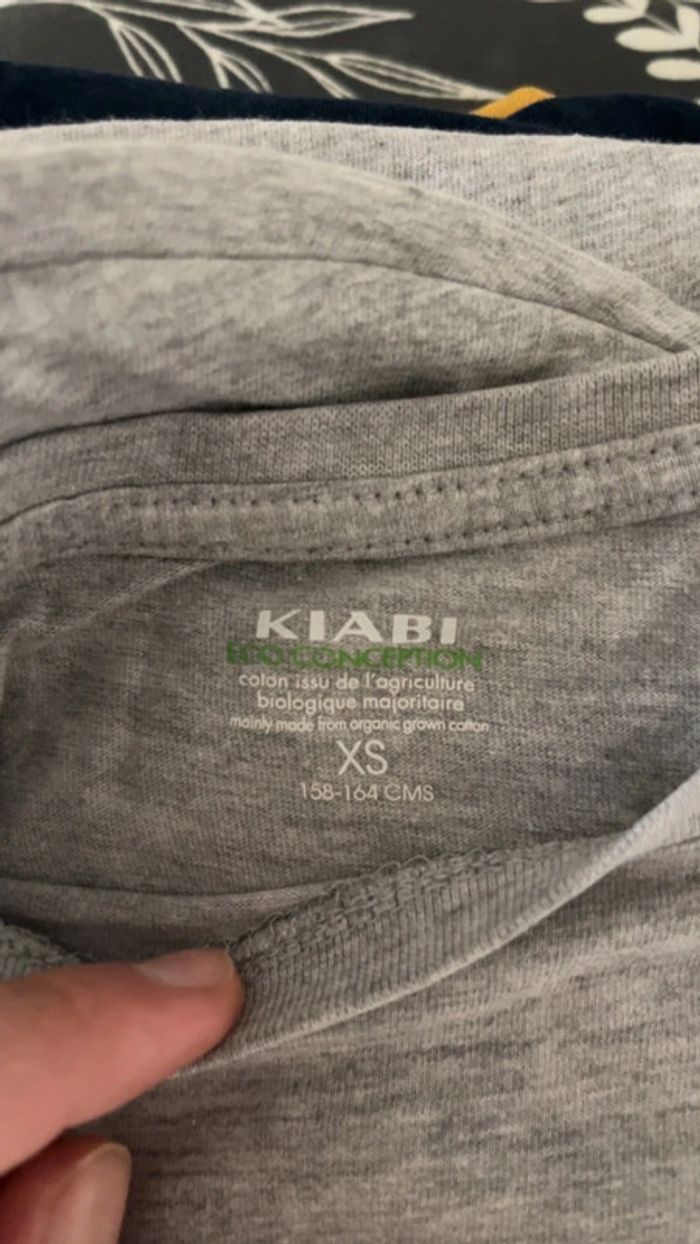 KIABI
ECO CONCEPTION
coton issu de l'agriculture
biologique majoritaire
mainly made from organic grown cotton
XS
158-164 CMS